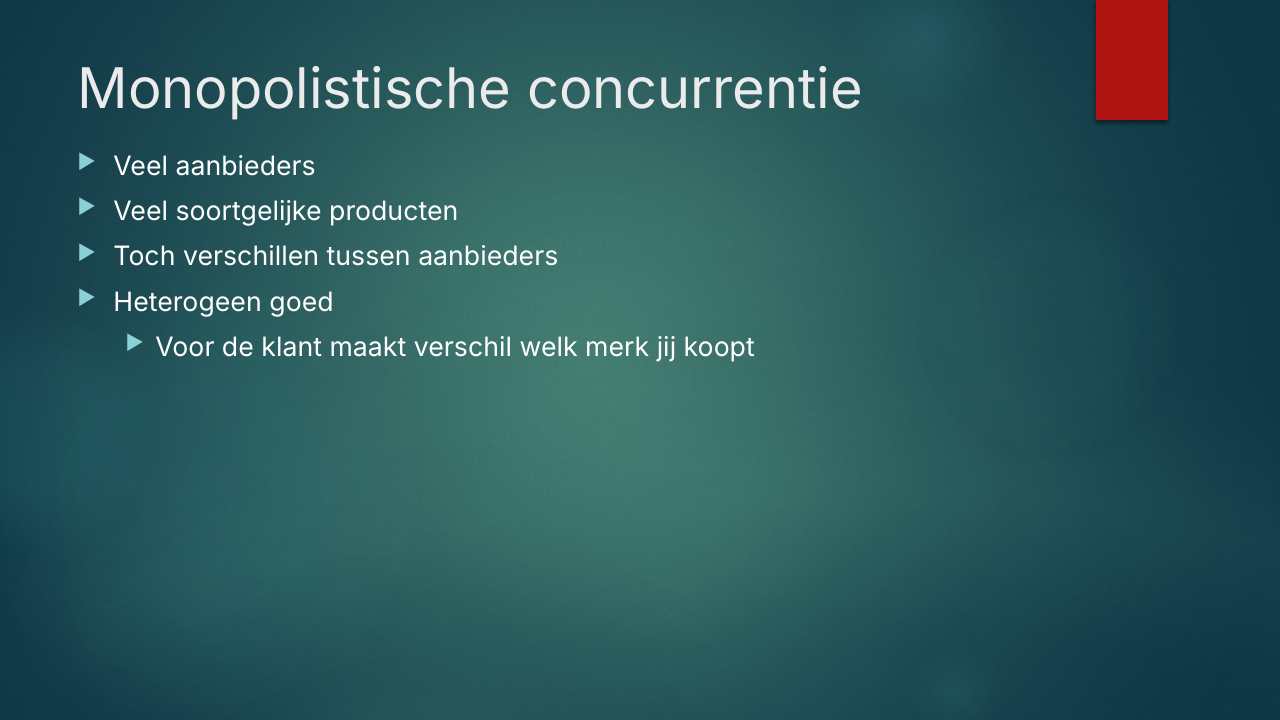 Monopolistische concurrentie
Veel aanbieders
Veel soortgelijke producten
Toch verschillen tussen aanbieders
Heterogeen goed
Voor de klant maakt verschil welk merk jij koopt